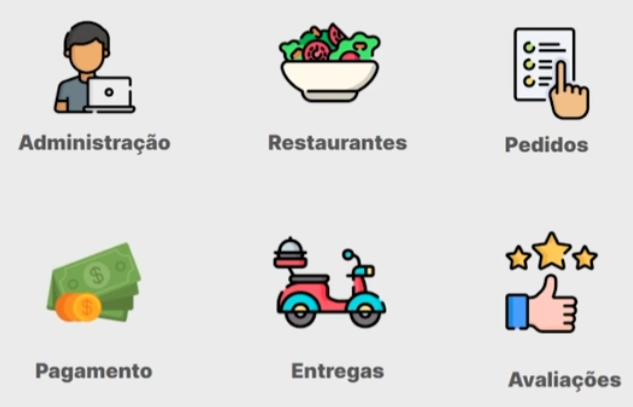 Administração
Restaurantes
Pedidos
Pagamento
Entregas
Avaliações